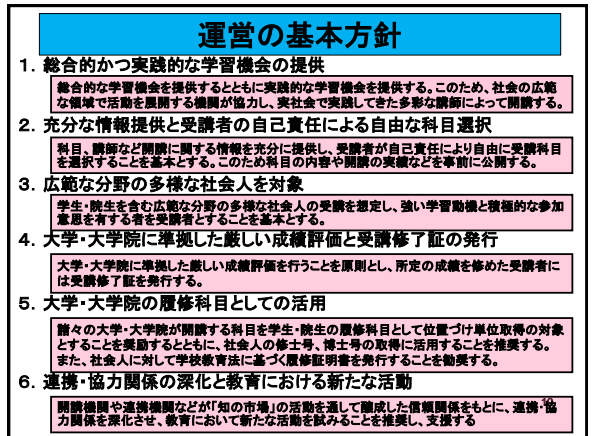 運営の基本方針
1. 総合的かつ実践的な学習機会の提供
総合的な学習機会を提供するとともに実践的な学習機会を提供する。このため、社会の広範
な領域で活動を展開する機関が協力し、実社会で実践してきた多彩な講師によって開講する。
2. 充分な情報提供と受講者の自己責任による自由な科目選択
科目、講師など開講に関する情報を充分に提供し、受講者が自己責任により自由に受講科目
を選択することを基本とする。このため科目の内容や開講の実績などを事前に公開する。
3. 広範な分野の多様な社会人を対象
学生・院生を含む広範な分野の多様な社会人の受講を想定し、強い学習動機と積極的な参加
意思を有する者を受講者とすることを基本とする。
4. 大学・大学院に準拠した厳しい成績評価と受講修了証の発行
大学・大学院に準拠した厳しい成績評価を行うことを原則とし、所定の成績を修めた受講者に
は受講修了証を発行する。
5. 大学・大学院の履修科目としての活用
諸々の大学・大学院が開講する科目を学生・院生の履修科目として位置づけ単位取得の対象
とすることを奨励するとともに、社会人の修士号、博士号の取得に活用することを推奨する。
また、社会人に対して学校教育法に基づく履修証明書を発行することを勧奨する。
6. 連携・協力関係の深化と教育における新たな活動
開講機関や連携機関などが「知の市場」の活動を通して醸成した信頼関係をもとに、連携・協
力関係を深化させ、教育において新たな活動を試みることを推奨し、支援する